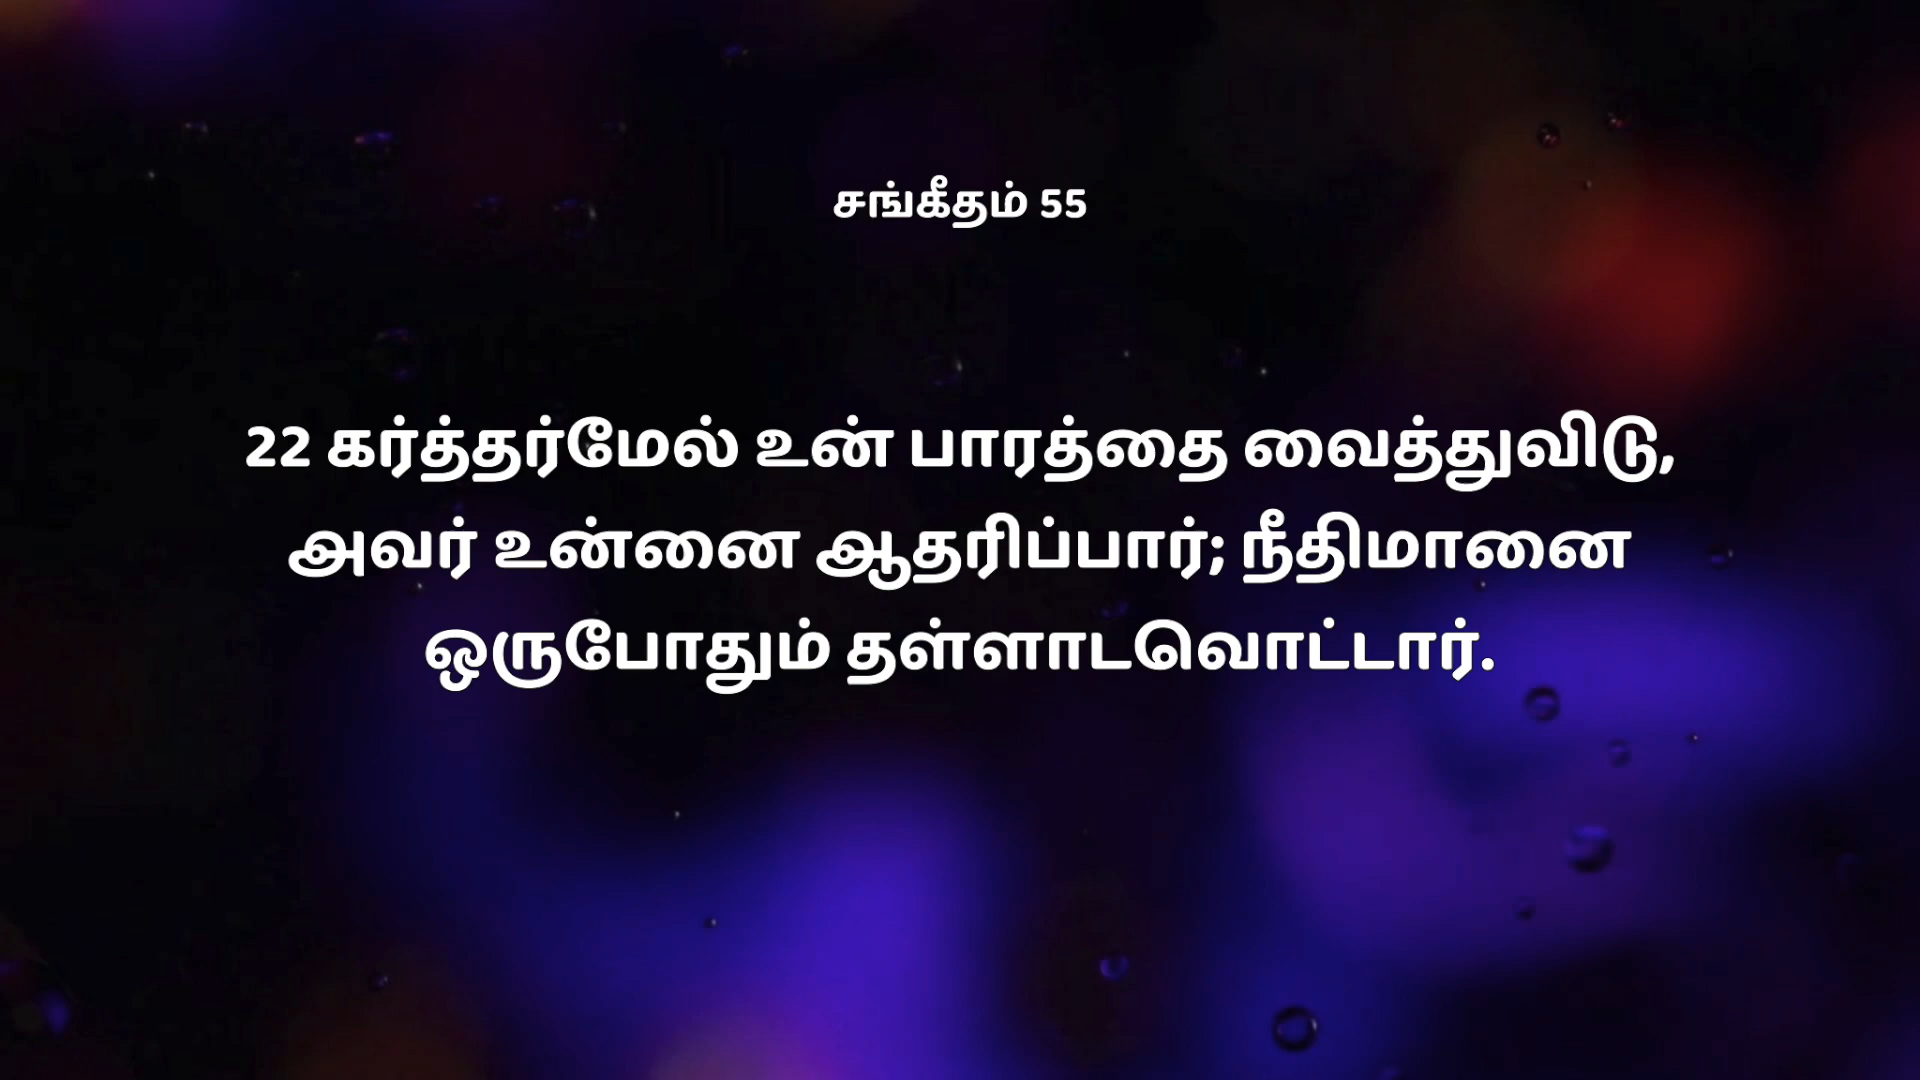 சங்கீதம் 55
22 கர்த்தர்மேல் உன் பாரத்தை வைத்துவிடு,
அவர் உன்னை ஆதரிப்பார்; நீதிமானை
ஒருபோதும் தள்ளாடவொட்டார்.